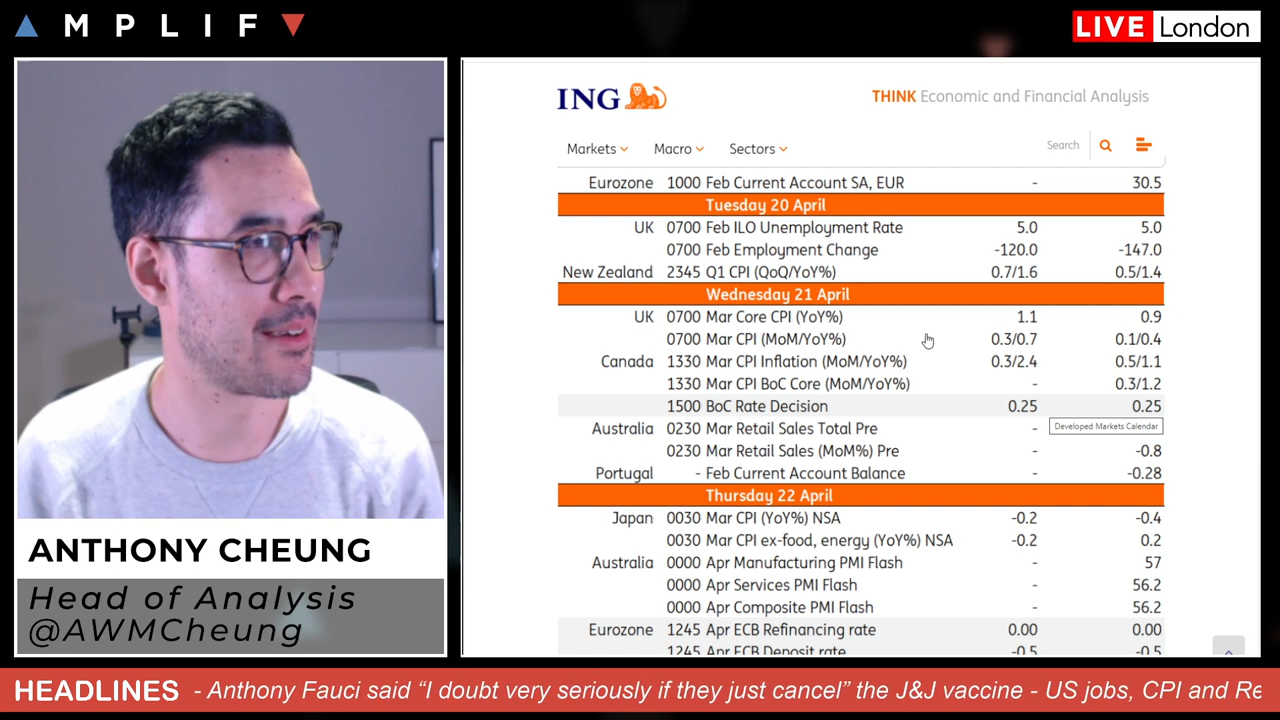 AMPLIFY
LIVE London
ING
THINK Economic and Financial Analysis
Markets Macro Sectors Search
Eurozone 1000 Feb Current Account SA, EUR - 30.5
Tuesday 20 April
UK 0700 Feb ILO Unemployment Rate 5.0 5.0
0700 Feb Employment Change -120.0 -147.0
New Zealand 2345 Q1 CPI (QoQ/YoY%) 0.7/1.6 0.5/1.4
Wednesday 21 April
UK 0700 Mar Core CPI (YoY%) 1.1 0.9
0700 Mar CPI (MoM/YoY%) 0.3/0.7 0.1/0.4
Canada 1330 Mar CPI Inflation (MoM/YoY%) 0.3/2.4 0.5/1.1
1330 Mar CPI BoC Core (MoM/YoY%) - 0.3/1.2
1500 BoC Rate Decision 0.25 0.25
Australia 0230 Mar Retail Sales Total Pre -
Developed Markets Calendar
0230 Mar Retail Sales (MoM%) Pre - -0.8
Portugal - Feb Current Account Balance - -0.28
Thursday 22 April
Japan 0030 Mar CPI (YoY%) NSA -0.2 -0.4
0030 Mar CPI ex-food, energy (YoY%) NSA -0.2 0.2
Australia 0000 Apr Manufacturing PMI Flash - 57
0000 Apr Services PMI Flash - 56.2
0000 Apr Composite PMI Flash - 56.2
Eurozone 1245 Apr ECB Refinancing rate 0.00 0.00
1245 Apr ECB Deposit rate -0.5 -0.5
ANTHONY CHEUNG
Head of Analysis
@AWMCheung
HEADLINES - Anthony Fauci said “I doubt very seriously if they just cancel” the J&J vaccine - US jobs, CPI and Re